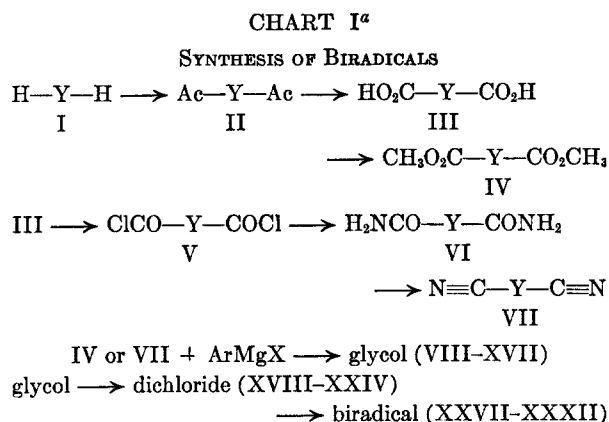 CHART Iᵃ
SYNTHESIS OF BIRADICALS
H—Y—H ⟶ Ac—Y—Ac ⟶ HO₂C—Y—CO₂H
I II III
⟶ CH₃O₂C—Y—CO₂CH₃
IV
III ⟶ ClCO—Y—COCl ⟶ H₂NCO—Y—CONH₂
V VI
⟶ N≡C—Y—C≡N
VII
IV or VII + ArMgX ⟶ glycol (VIII–XVII)
glycol ⟶ dichloride (XVIII–XXIV)
⟶ biradical (XXVII–XXXII)